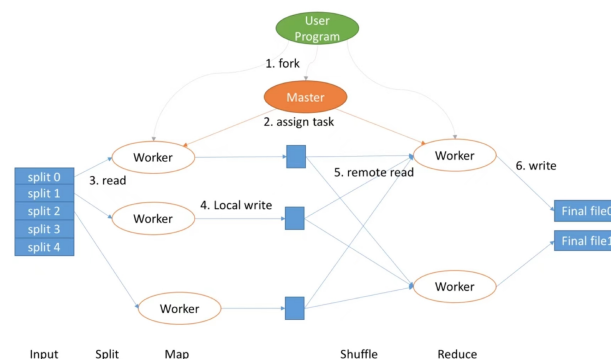 User
Program
1. fork
Master
2. assign task
Worker
Worker
split 0
split 1
split 2
split 3
split 4
3. read
5. remote read
6. write
Worker
4. Local write
Final file0
Final file1
Worker
Worker
Input
Split
Map
Shuffle
Reduce